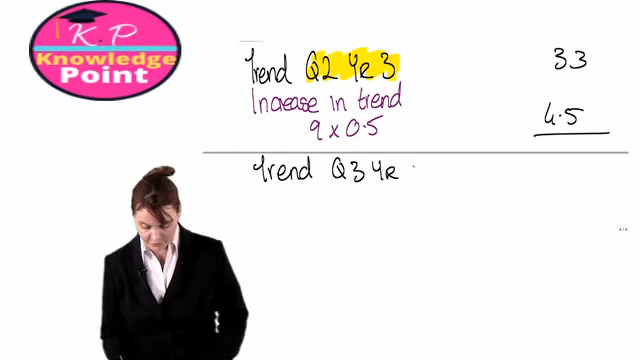 K.P
Knowledge
Point
Trend Q2 YR 3 33
Increase in trend
9 x 0.5 4.5
Trend Q3 YR